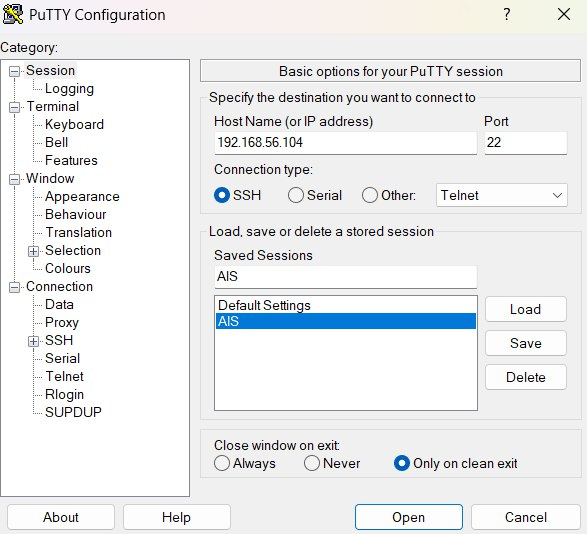 PuTTY Configuration
?
Category:
Session
Logging
Terminal
Keyboard
Bell
Features
Window
Appearance
Behaviour
Translation
Selection
Colours
Connection
Data
Proxy
SSH
Serial
Telnet
Rlogin
SUPDUP
Basic options for your PuTTY session
Specify the destination you want to connect to
Host Name (or IP address) Port
192.168.56.104 22
Connection type:
SSH Serial Other: Telnet
Load, save or delete a stored session
Saved Sessions
AIS
Default Settings
AIS
Load
Save
Delete
Close window on exit:
Always Never Only on clean exit
About Help Open Cancel